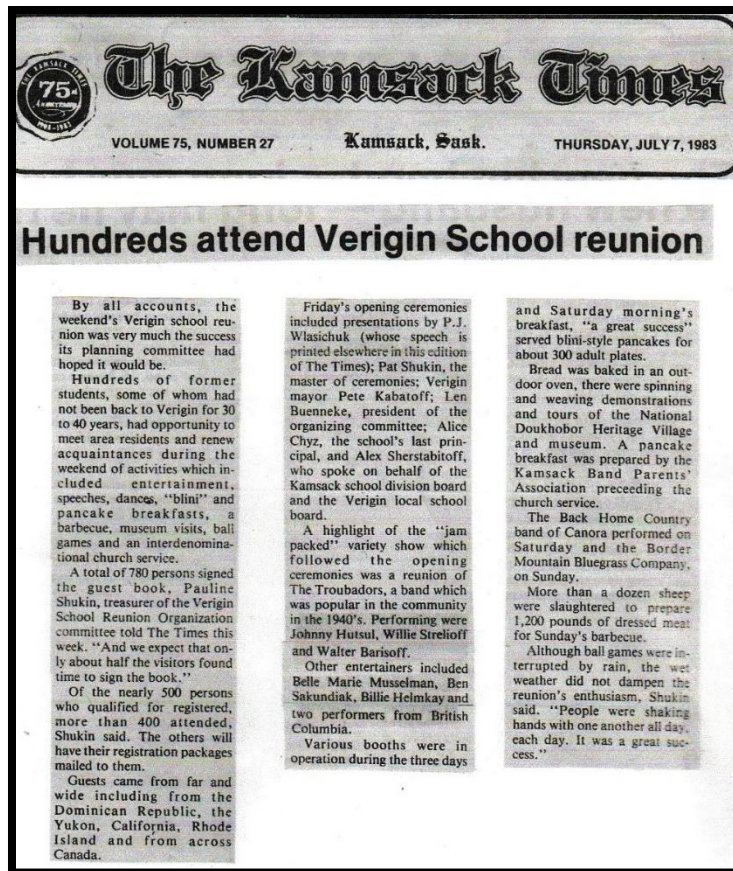 THE KAMSACK TIMES
75th
ANNIVERSARY
1908-1983
The Kamsack Times
VOLUME 75, NUMBER 27
Kamsack, Sask.
THURSDAY, JULY 7, 1983
Hundreds attend Verigin School reunion
By all accounts, the
weekend's Verigin school reu-
nion was very much the success
its planning committee had
hoped it would be.
Hundreds of former
students, some of whom had
not been back to Verigin for 30
to 40 years, had opportunity to
meet area residents and renew
acquaintances during the
weekend of activities which in-
cluded entertainment,
speeches, dances, "blini" and
pancake breakfasts, a
barbecue, museum visits, ball
games and an interdenomina-
tional church service.
A total of 780 persons signed
the guest book, Pauline
Shukin, treasurer of the Verigin
School Reunion Organization
committee told The Times this
week. "And we expect that on-
ly about half the visitors found
time to sign the book."
Of the nearly 500 persons
who qualified for registered,
more than 400 attended,
Shukin said. The others will
have their registration packages
mailed to them.
Guests came from far and
wide including from the
Dominican Republic, the
Yukon, California, Rhode
Island and from across
Canada.
Friday's opening ceremonies
included presentations by P.J.
Wlasichuk (whose speech is
printed elsewhere in this edition
of The Times); Pat Shukin, the
master of ceremonies; Verigin
mayor Pete Kabatoff; Len
Buenneke, president of the
organizing committee; Alice
Chyz, the school's last prin-
cipal, and Alex Sherstabitoff,
who spoke on behalf of the
Kamsack school division board
and the Verigin local school
board.
A highlight of the "jam
packed" variety show which
followed the opening
ceremonies was a reunion of
The Troubadors, a band which
was popular in the community
in the 1940's. Performing were
Johnny Hutsul, Willie Strelioff
and Walter Barisoff.
Other entertainers included
Belle Marie Musselman, Ben
Sakundiak, Billie Helmkay and
two performers from British
Columbia.
Various booths were in
operation during the three days
and Saturday morning's
breakfast, "a great success"
served blini-style pancakes for
about 300 adult plates.
Bread was baked in an out-
door oven, there were spinning
and weaving demonstrations
and tours of the National
Doukhobor Heritage Village
and museum. A pancake
breakfast was prepared by the
Kamsack Band Parents'
Association preceeding the
church service.
The Back Home Country
band of Canora performed on
Saturday and the Border
Mountain Bluegrass Company,
on Sunday.
More than a dozen sheep
were slaughtered to prepare
1,200 pounds of dressed meat
for Sunday's barbecue.
Although ball games were in-
terrupted by rain, the wet
weather did not dampen the
reunion's enthusiasm, Shukin
said. "People were shaking
hands with one another all day,
each day. It was a great suc-
cess."